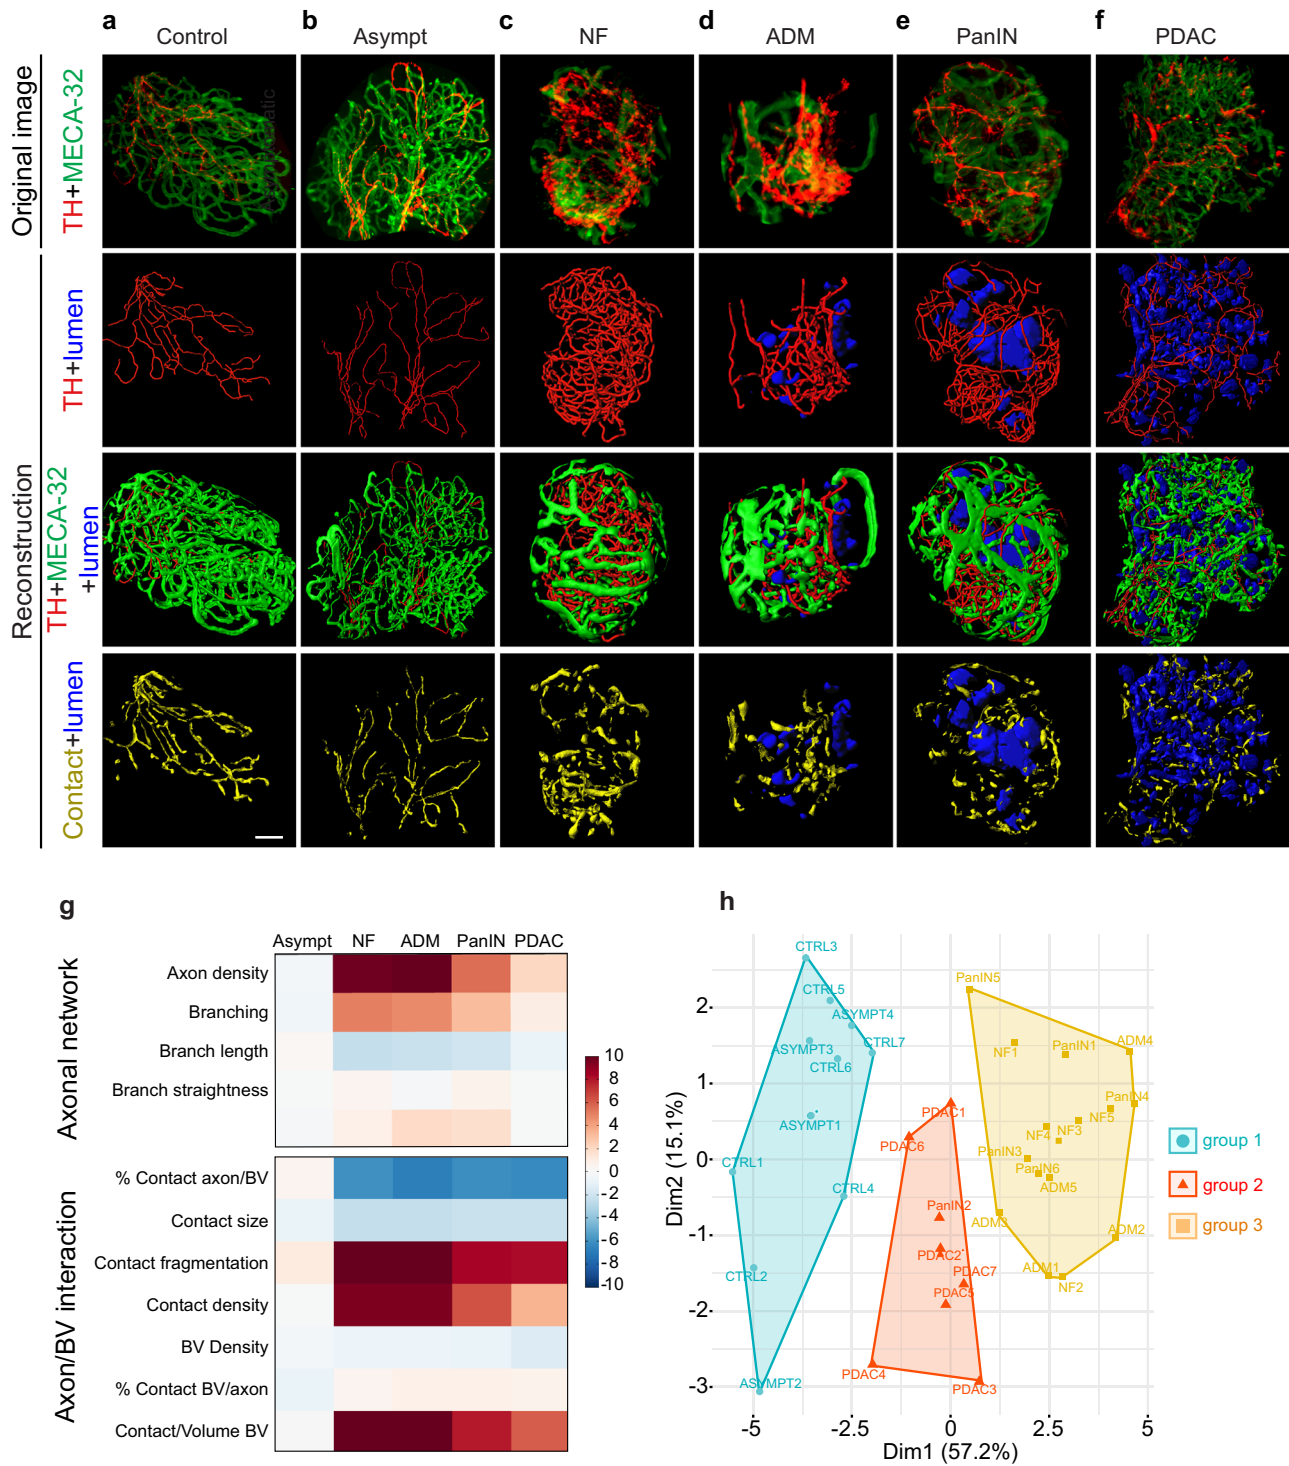 a b c d e f
Control Asympt NF ADM PanIN PDAC
Original image
TH+MECA-32
Reconstruction
TH+lumen
TH+MECA-32
+lumen
Contact+lumen
g
Asympt NF ADM PanIN PDAC
Axonal network
Axon density
Branching
Branch length
Branch straightness
Axon/BV interaction
% Contact axon/BV
Contact size
Contact fragmentation
Contact density
BV Density
% Contact BV/axon
Contact/Volume BV
10
8
6
4
2
0
-2
-4
-6
-8
-10
h
CTRL3
PanIN5
CTRL5
ASYMPT4
ASYMPT3
CTRL7
CTRL6
NF1
PanIN1
ADM4
ASYMPT1
PDAC1
PDAC6
NF4
NF3
NF5
PanIN4
CTRL1
CTRL4
PanIN3
PanIN6
ADM5
PanIN2
ADM3
ADM2
PDAC2
CTRL2
PDAC7
PDAC5
ADM1
NF2
ASYMPT2
PDAC4
PDAC3
2
1
0
-1
-2
-3
Dim2 (15.1%)
-5 -2.5 0 2.5 5
Dim1 (57.2%)
group 1
group 2
group 3